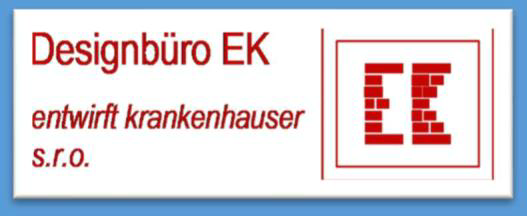 Designbüro EK
entwirft krankenhauser
s.r.o.
EK